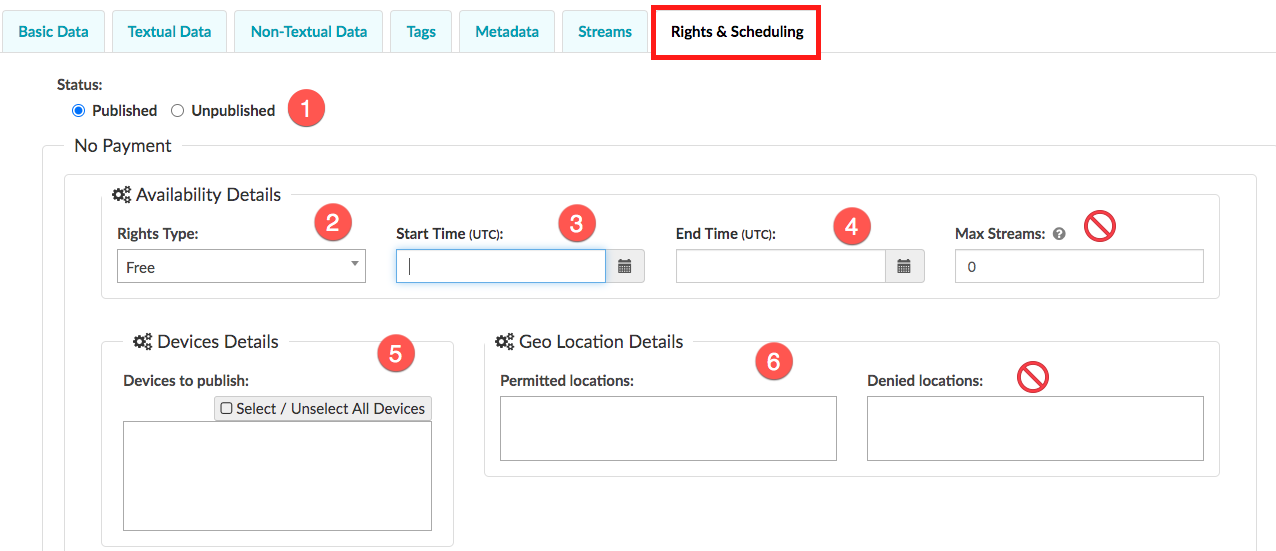 Basic Data Textual Data Non-Textual Data Tags Metadata Streams Rights & Scheduling
Status:
Published Unpublished 1
No Payment
Availability Details
Rights Type: 2 Start Time (UTC): 3 End Time (UTC): 4 Max Streams: ?
Free 0
Devices Details 5 Geo Location Details 6
Devices to publish: Permitted locations: Denied locations:
Select / Unselect All Devices